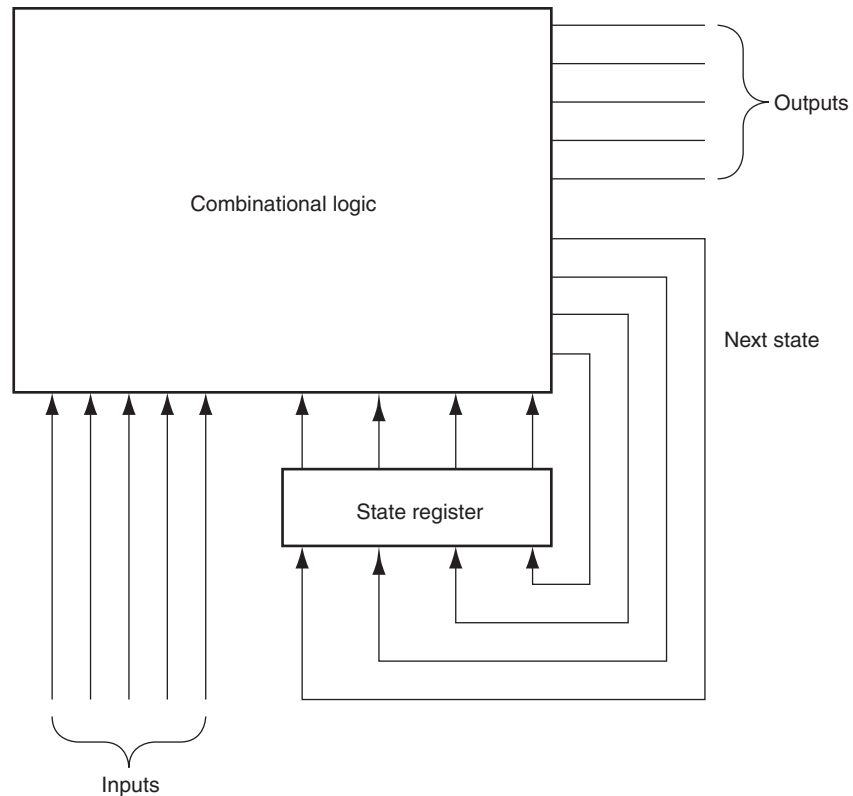 Outputs
Combinational logic
Next state
State register
Inputs